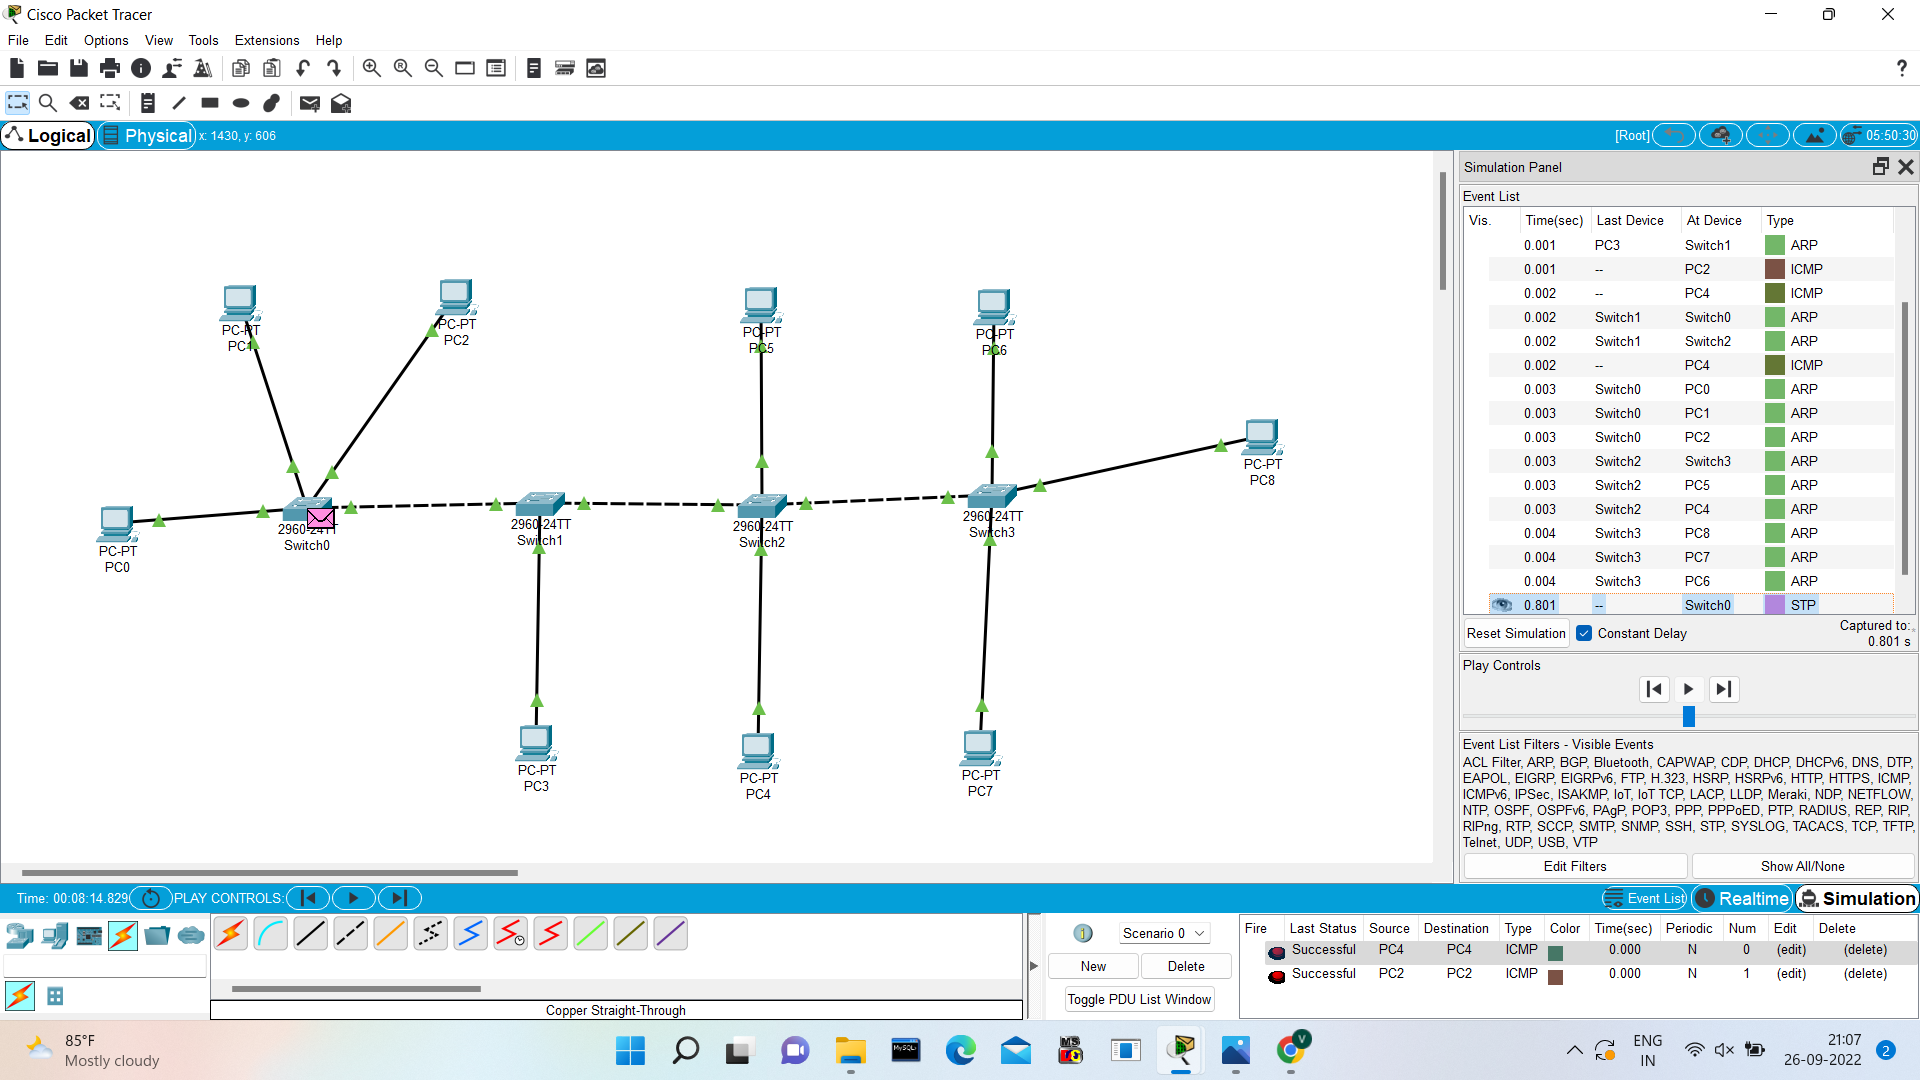 Cisco Packet Tracer
File Edit Options View Tools Extensions Help
Logical Physical x: 1430, y: 606
[Root] 05:50:30
PC-PT
PC1
PC-PT
PC2
PC-PT
PC5
PC-PT
PC6
PC-PT
PC8
PC-PT
PC0
2960-24TT
Switch0
2960-24TT
Switch1
2960-24TT
Switch2
2960-24TT
Switch3
PC-PT
PC3
PC-PT
PC4
PC-PT
PC7
Simulation Panel
Event List
Vis. Time(sec) Last Device At Device Type
0.001 PC3 Switch1 ARP
0.001 -- PC2 ICMP
0.002 -- PC4 ICMP
0.002 Switch1 Switch0 ARP
0.002 Switch1 Switch2 ARP
0.002 -- PC4 ICMP
0.003 Switch0 PC0 ARP
0.003 Switch0 PC1 ARP
0.003 Switch0 PC2 ARP
0.003 Switch2 Switch3 ARP
0.003 Switch2 PC5 ARP
0.003 Switch2 PC4 ARP
0.004 Switch3 PC8 ARP
0.004 Switch3 PC7 ARP
0.004 Switch3 PC6 ARP
0.801 -- Switch0 STP
Reset Simulation Constant Delay Captured to:
0.801 s
Play Controls
Event List Filters - Visible Events
ACL Filter, ARP, BGP, Bluetooth, CAPWAP, CDP, DHCP, DHCPv6, DNS, DTP,
EAPOL, EIGRP, EIGRPv6, FTP, H.323, HSRP, HSRPv6, HTTP, HTTPS, ICMP,
ICMPv6, IPSec, ISAKMP, IoT, IoT TCP, LACP, LLDP, Meraki, NDP, NETFLOW,
NTP, OSPF, OSPFv6, PAgP, POP3, PPP, PPPoED, PTP, RADIUS, REP, RIP,
RIPng, RTP, SCCP, SMTP, SNMP, SSH, STP, SYSLOG, TACACS, TCP, TFTP,
Telnet, UDP, USB, VTP
Edit Filters Show All/None
Time: 00:08:14.829 PLAY CONTROLS:
Event List Realtime Simulation
Copper Straight-Through
Scenario 0
New Delete
Toggle PDU List Window
Fire Last Status Source Destination Type Color Time(sec) Periodic Num Edit Delete
Successful PC4 PC4 ICMP 0.000 N 0 (edit) (delete)
Successful PC2 PC2 ICMP 0.000 N 1 (edit) (delete)
85°F
Mostly cloudy
MySQL
MS
V
ENG
IN
21:07
26-09-2022
2